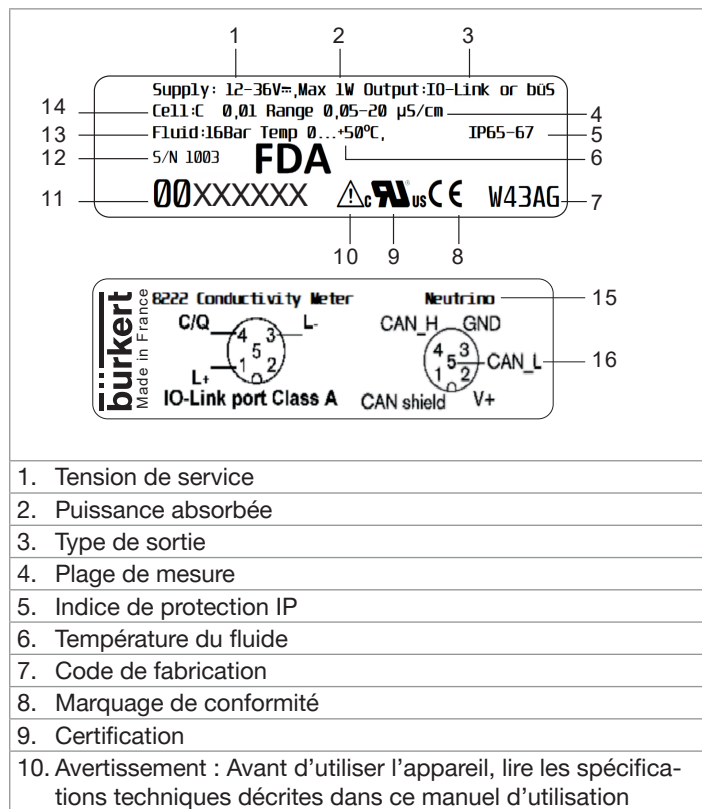 1 2 3
Supply: 12-36V⎓,Max 1W Output:IO-Link or büS
14 Cell:C 0,01 Range 0,05-20 µS/cm 4
13 Fluid:16Bar Temp 0...+50ºC, IP65-67 5
12 S/N 1003 FDA 6
11 00XXXXXX ⚠ c RU ® us CE W43AG 7
10 9 8
bürkert
Made in France
8222 Conductivity Meter Neutrino 15
C/Q L- CAN_H GND
4 3 4 3
5 5 CAN_L 16
1 2 1 2
L+
IO-Link port Class A CAN shield V+
1. Tension de service
2. Puissance absorbée
3. Type de sortie
4. Plage de mesure
5. Indice de protection IP
6. Température du fluide
7. Code de fabrication
8. Marquage de conformité
9. Certification
10. Avertissement : Avant d’utiliser l’appareil, lire les spécifica-
tions techniques décrites dans ce manuel d’utilisation